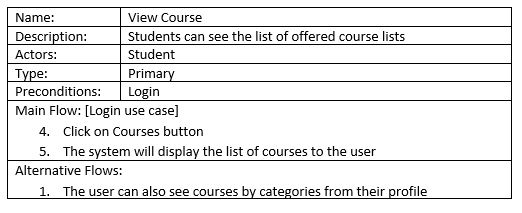 Name: View Course
Description: Students can see the list of offered course lists
Actors: Student
Type: Primary
Preconditions: Login
Main Flow: [Login use case]
4. Click on Courses button
5. The system will display the list of courses to the user
Alternative Flows:
1. The user can also see courses by categories from their profile